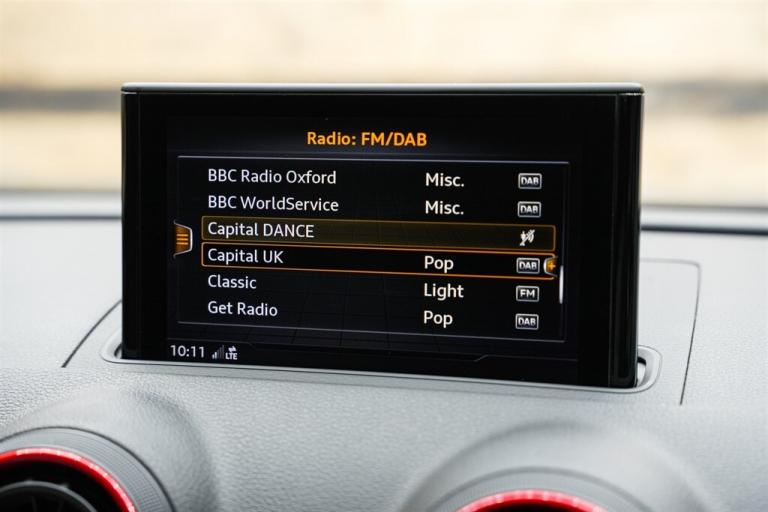 Radio: FM/DAB
BBC Radio Oxford Misc. DAB
BBC WorldService Misc. DAB
Capital DANCE
Capital UK Pop DAB
Classic Light FM
Get Radio Pop DAB
10:11 LTE